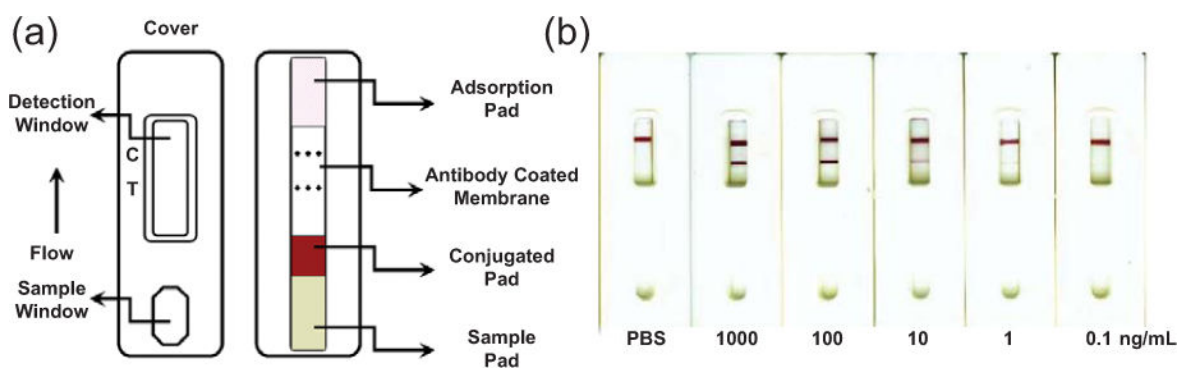 (a)
Cover
Detection
Window
C
T
Flow
Sample
Window
Adsorption
Pad
Antibody Coated
Membrane
Conjugated
Pad
Sample
Pad
(b)
PBS 1000 100 10 1 0.1 ng/mL